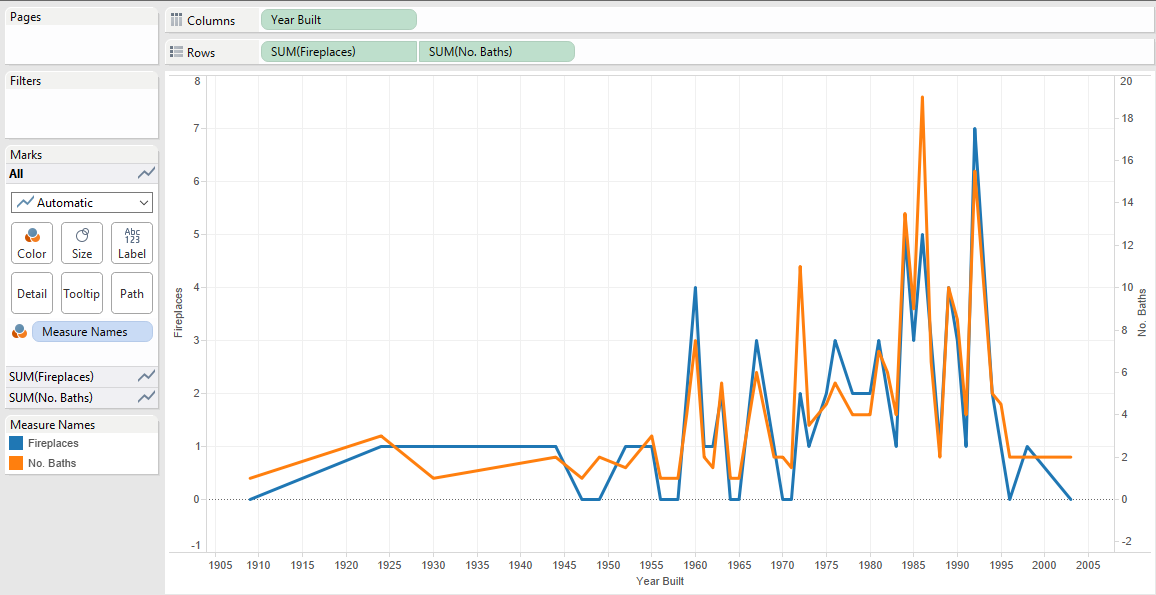 Pages
Columns
Year Built
Rows
SUM(Fireplaces)
SUM(No. Baths)
Filters
Marks
All
Automatic
Color
Size
Abc
123
Label
Detail
Tooltip
Path
Measure Names
SUM(Fireplaces)
SUM(No. Baths)
Measure Names
Fireplaces
No. Baths
8
7
6
5
4
3
2
1
0
-1
Fireplaces
20
18
16
14
12
10
8
6
4
2
0
-2
No. Baths
1905 1910 1915 1920 1925 1930 1935 1940 1945 1950 1955 1960 1965 1970 1975 1980 1985 1990 1995 2000 2005
Year Built